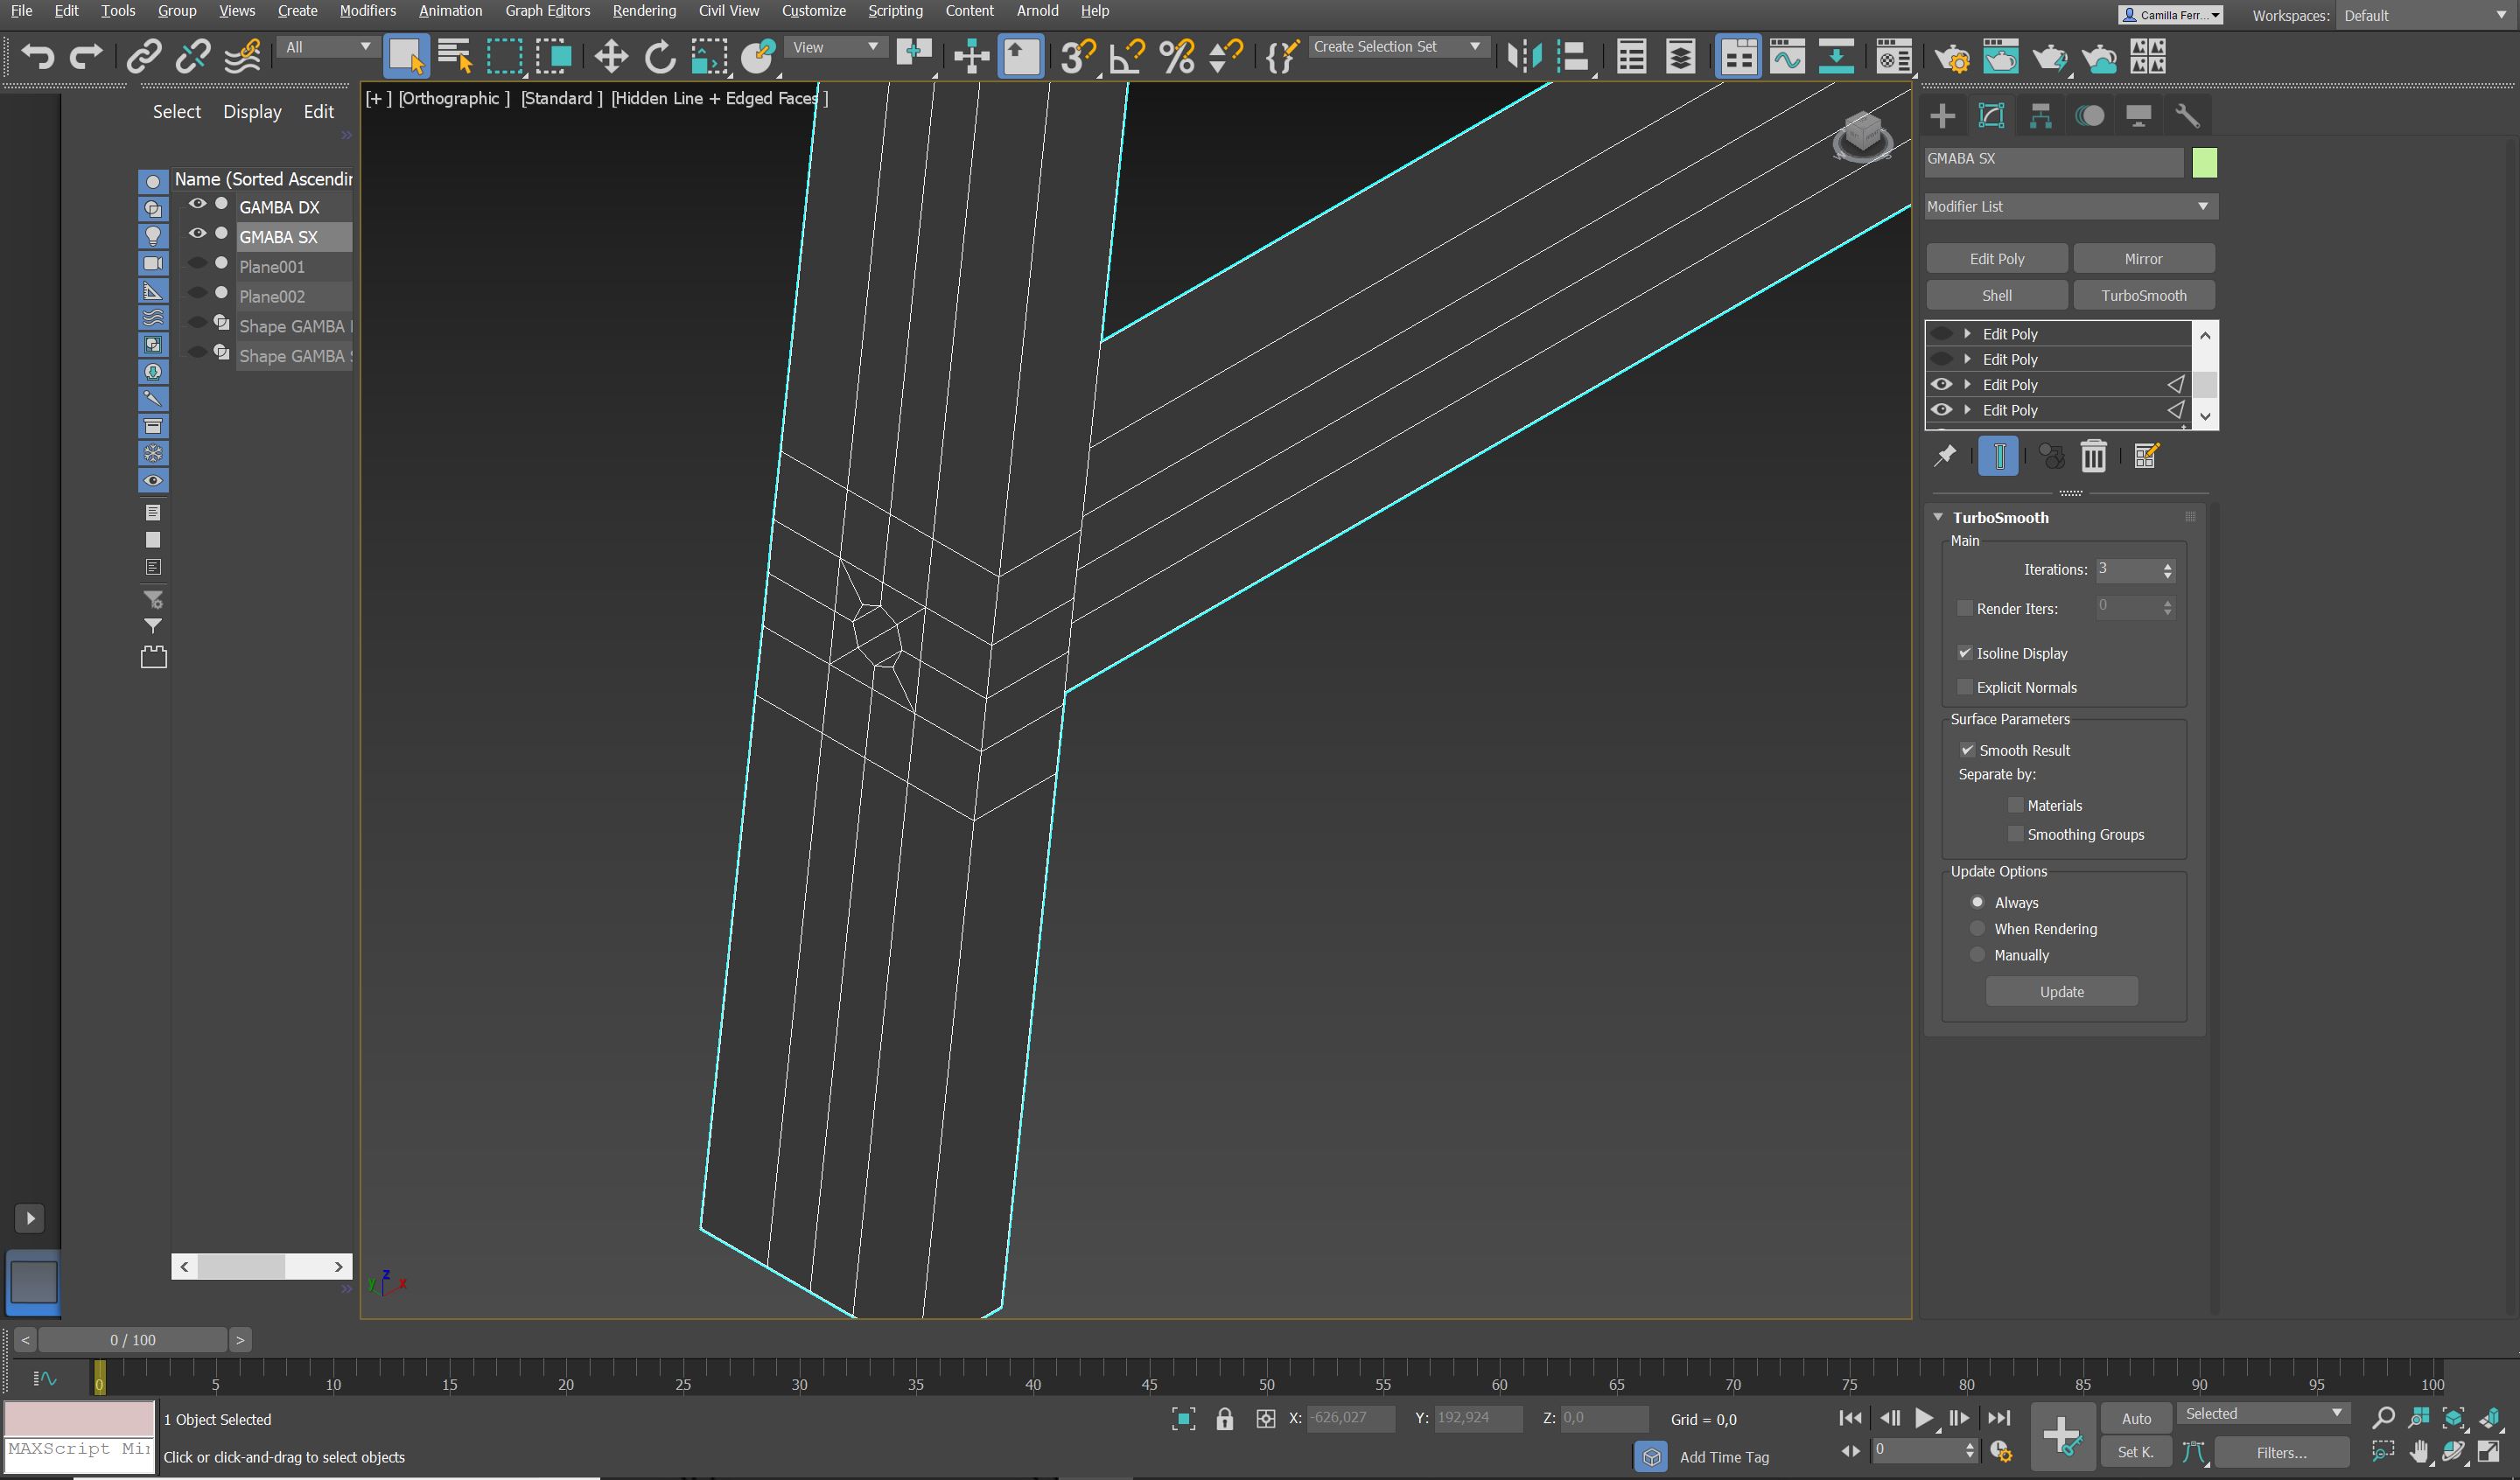 File Edit Tools Group Views Create Modifiers Animation Graph Editors Rendering Civil View Customize Scripting Content Arnold Help
Camilla Ferr...
Workspaces: Default
All
View
Create Selection Set
[+ ] [Orthographic ] [Standard ] [Hidden Line + Edged Faces ]
Select Display Edit
Name (Sorted Ascendin
GAMBA DX
GMABA SX
Plane001
Plane002
Shape GAMBA
Shape GAMBA
GMABA SX
Modifier List
Edit Poly
Mirror
Shell
TurboSmooth
Edit Poly
Edit Poly
Edit Poly
Edit Poly
TurboSmooth
Main
Iterations: 3
Render Iters: 0
Isoline Display
Explicit Normals
Surface Parameters
Smooth Result
Separate by:
Materials
Smoothing Groups
Update Options
Always
When Rendering
Manually
Update
z
y x
< 0 / 100 >
0 5 10 15 20 25 30 35 40 45 50 55 60 65 70 75 80 85 90 95 100
1 Object Selected
X: -626,027 Y: 192,924 Z: 0,0 Grid = 0,0
Auto
Selected
MAXScript Mi
Click or click-and-drag to select objects
Add Time Tag
0
Set K.
Filters...